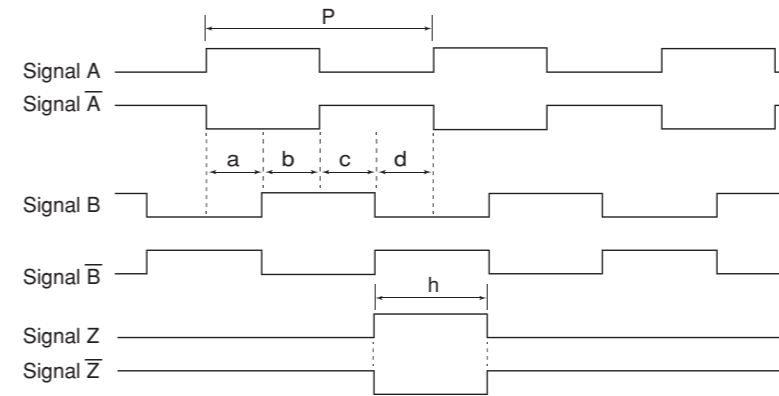 P
Signal A
Signal A̅
a b c d
Signal B
Signal B̅
h
Signal Z
Signal Z̅